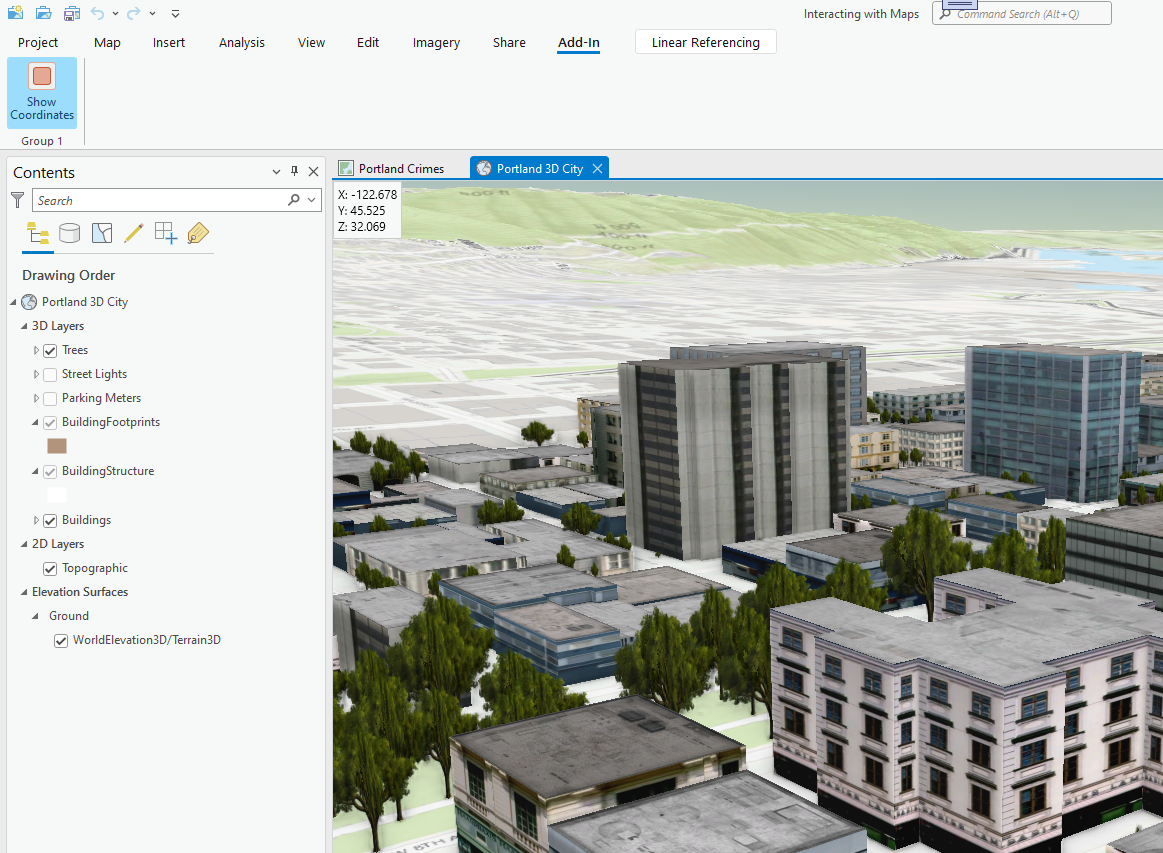 Interacting with Maps
Command Search (Alt+Q)
Project
Map
Insert
Analysis
View
Edit
Imagery
Share
Add-In
Linear Referencing
Show
Coordinates
Group 1
Contents
Search
Drawing Order
Portland 3D City
3D Layers
Trees
Street Lights
Parking Meters
BuildingFootprints
BuildingStructure
Buildings
2D Layers
Topographic
Elevation Surfaces
Ground
WorldElevation3D/Terrain3D
Portland Crimes
Portland 3D City
X: -122.678
Y: 45.525
Z: 32.069